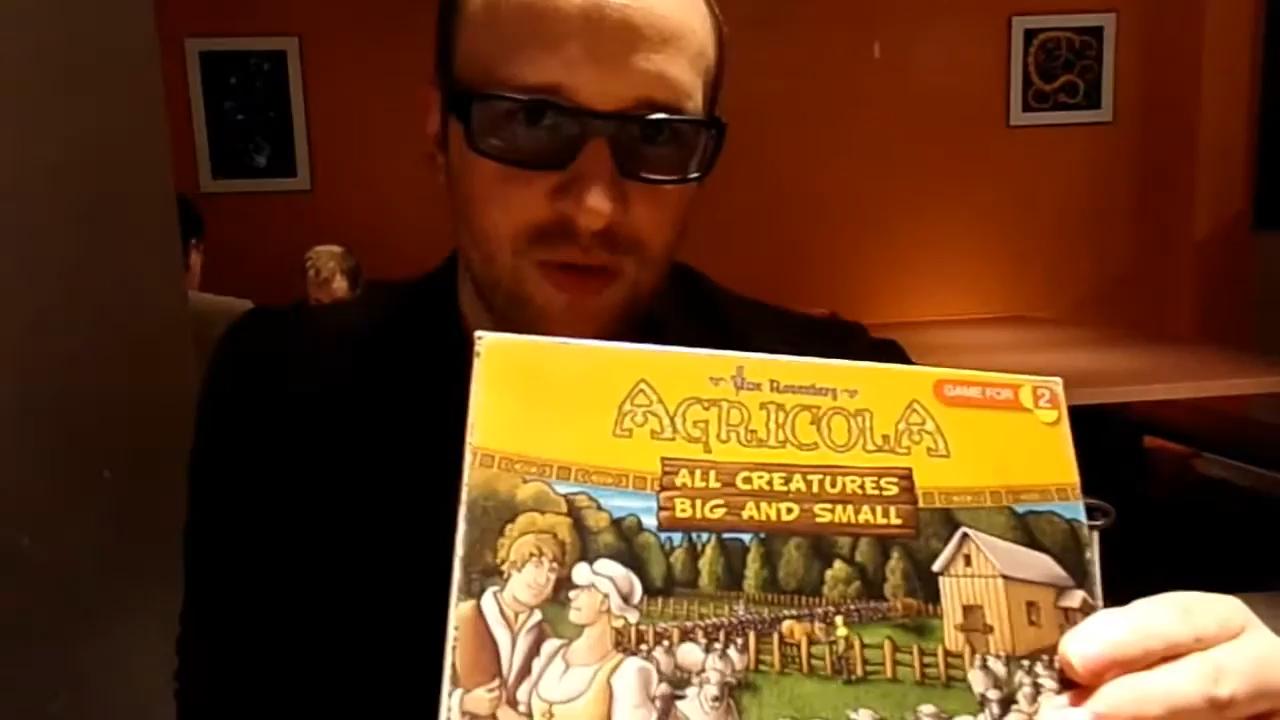 Uwe Rosenberg
AGRICOLA
GAME FOR 2
ALL CREATURES
BIG AND SMALL